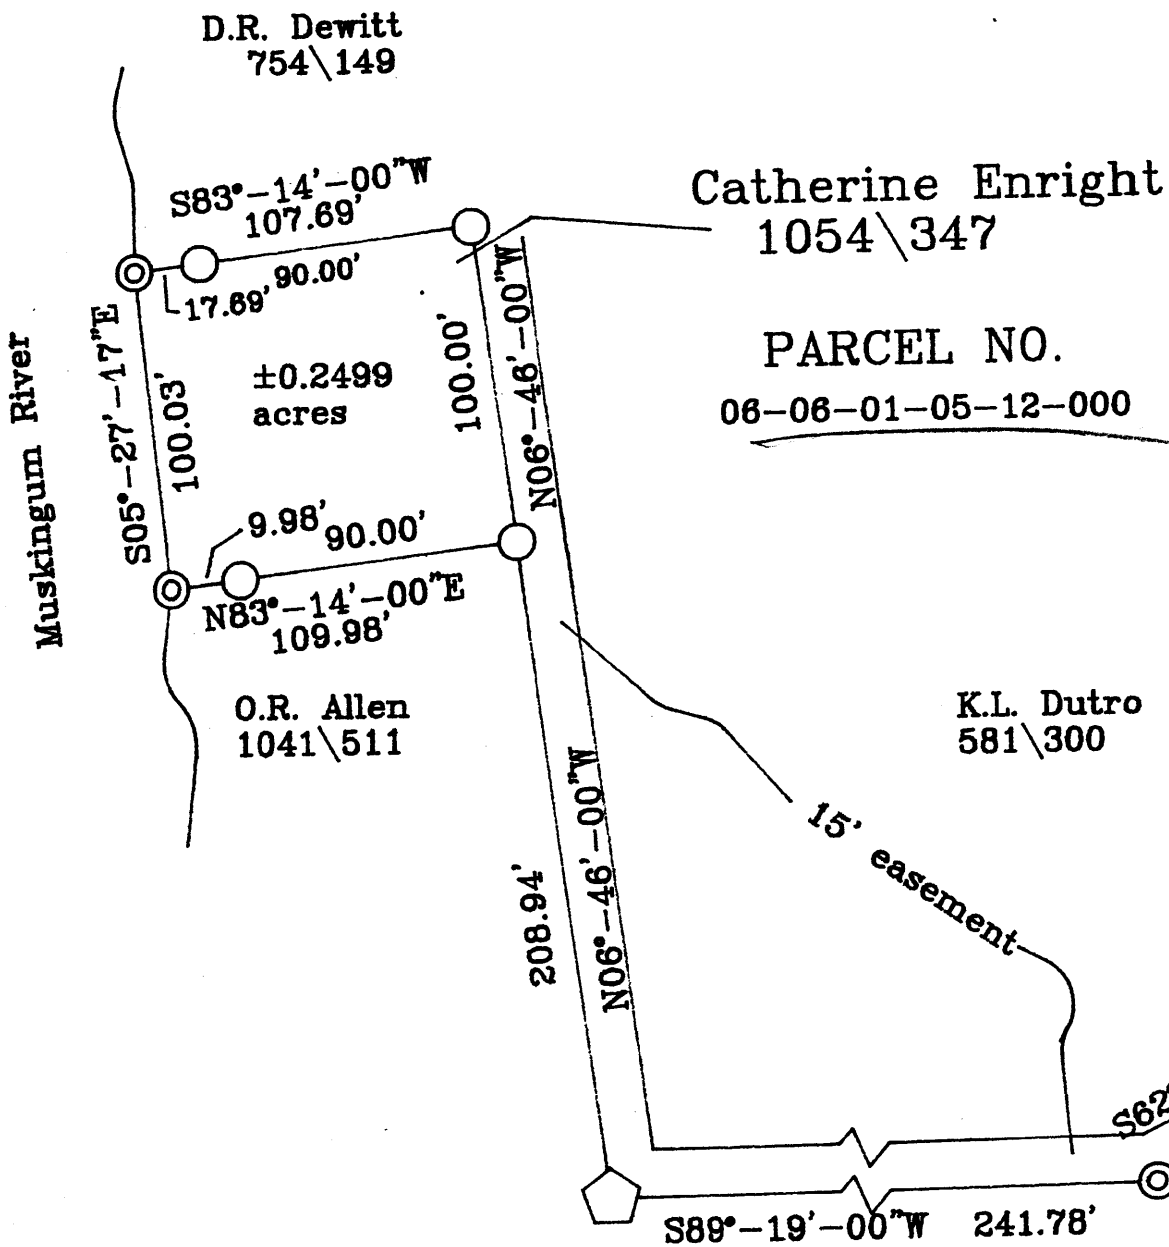 D.R. Dewitt
754\149
S83°-14'-00"W
107.69'
90.00'
17.69'
Catherine Enright
1054\347
PARCEL NO.
06-06-01-05-12-000
±0.2499
acres
100.00'
N06°-46'-00"W
Muskingum River
S05°-27'-17"E
100.03'
9.98'
90.00'
N83°-14'-00"E
109.98'
O.R. Allen
1041\511
K.L. Dutro
581\300
15' easement
208.94'
N06°-46'-00"W
S62°
S89°-19'-00"W 241.78'